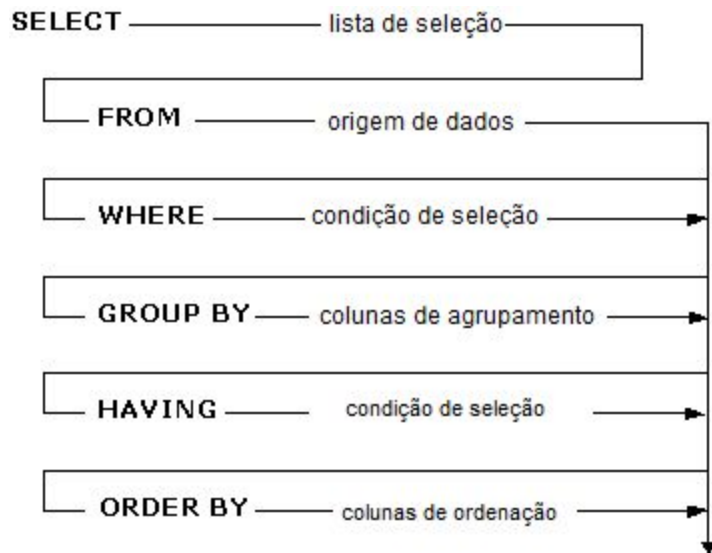 SELECT lista de seleção
FROM origem de dados
WHERE condição de seleção
GROUP BY colunas de agrupamento
HAVING condição de seleção
ORDER BY colunas de ordenação